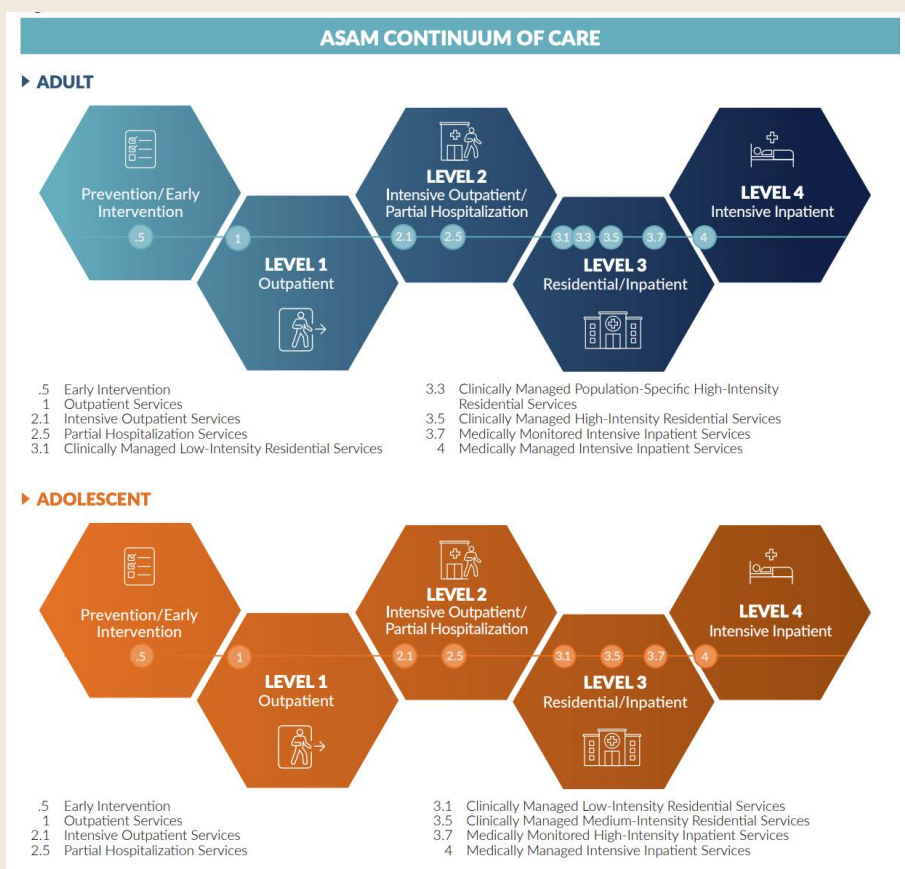 ASAM CONTINUUM OF CARE
ADULT
Prevention/Early
Intervention
.5
1
LEVEL 1
Outpatient
LEVEL 2
Intensive Outpatient/
Partial Hospitalization
2.1
2.5
3.1
3.3
3.5
3.7
LEVEL 3
Residential/Inpatient
LEVEL 4
Intensive Inpatient
4
.5 Early Intervention
1 Outpatient Services
2.1 Intensive Outpatient Services
2.5 Partial Hospitalization Services
3.1 Clinically Managed Low-Intensity Residential Services
3.3 Clinically Managed Population-Specific High-Intensity
Residential Services
3.5 Clinically Managed High-Intensity Residential Services
3.7 Medically Monitored Intensive Inpatient Services
4 Medically Managed Intensive Inpatient Services
ADOLESCENT
Prevention/Early
Intervention
.5
1
LEVEL 1
Outpatient
LEVEL 2
Intensive Outpatient/
Partial Hospitalization
2.1
2.5
3.1
3.5
3.7
LEVEL 3
Residential/Inpatient
LEVEL 4
Intensive Inpatient
4
.5 Early Intervention
1 Outpatient Services
2.1 Intensive Outpatient Services
2.5 Partial Hospitalization Services
3.1 Clinically Managed Low-Intensity Residential Services
3.5 Clinically Managed Medium-Intensity Residential Services
3.7 Medically Monitored High-Intensity Inpatient Services
4 Medically Managed Intensive Inpatient Services